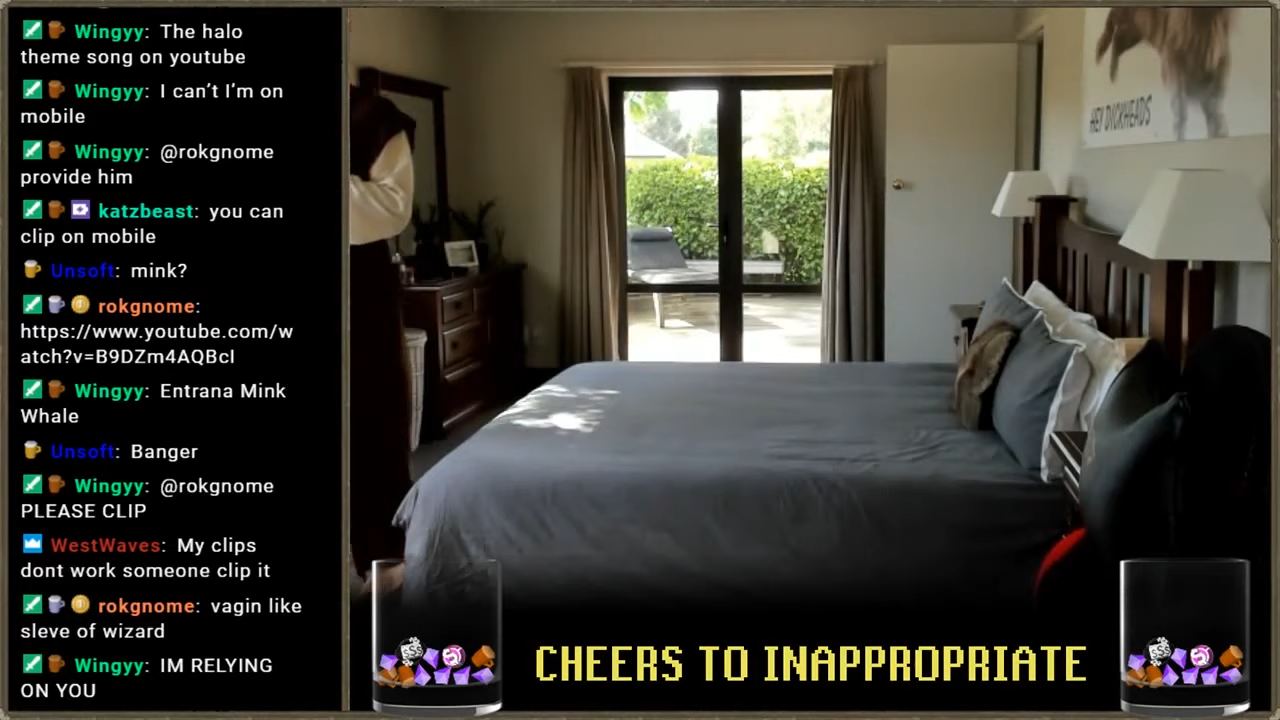 Wingyy: The halo
theme song on youtube
Wingyy: I can't I'm on
mobile
Wingyy: @rokgnome
provide him
katzbeast: you can
clip on mobile
Unsoft: mink?
rokgnome:
https://www.youtube.com/w
atch?v=B9DZm4AQBcI
Wingyy: Entrana Mink
Whale
Unsoft: Banger
Wingyy: @rokgnome
PLEASE CLIP
WestWaves: My clips
dont work someone clip it
rokgnome: vagin like
sleve of wizard
Wingyy: IM RELYING
ON YOU
HEY DICKHEADS
CHEERS TO INAPPROPRIATE